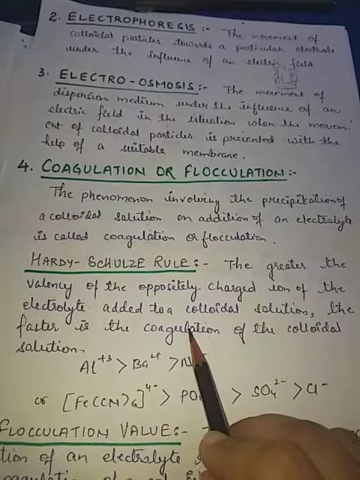 2. ELECTROPHORESIS :- The movement of
colloidal particles towards a particular electrode
under the influence of an electric field
3. ELECTRO-OSMOSIS :- The movement of
dispersion medium under the influence of an
electric field in the situation when the movem-
ent of colloidal particles is prevented with the
help of a suitable membrane.
4. COAGULATION OR FLOCCULATION :-
The phenomenon involving the precipitation of
a colloidal solution on addition of an electrolyte
is called coagulation or flocculation.
HARDY-SCHULZE RULE :- The greater the
valency of the oppositely charged ion of the
electrolyte added to a colloidal solution, the
faster is the coagulation of the colloidal
solution.
Al+3 > Ba2+ > N
or [Fe(CN)6]4- > PO > SO42- > Cl-
FLOCCULATION VALUE :-
tion of an electrolyte